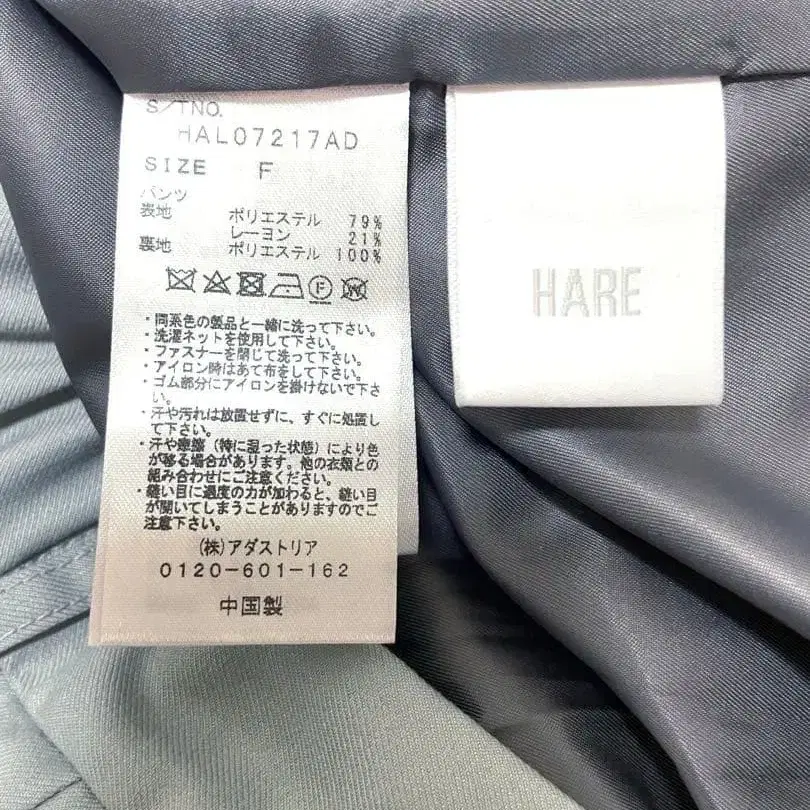 S/TNO.
HAL07217AD
SIZE F
パンツ
表地 ポリエステル 79%
レーヨン 21%
裏地 ポリエステル 100%
・同系色の製品と一緒に洗って下さい。
・洗濯ネットを使用して下さい。
・ファスナーを閉じて洗って下さい。
・アイロン時はあて布をして下さい。
・ゴム部分にアイロンを掛けないで下さ
い。
・汗や汚れは放置せずに、すぐに処置し
て下さい。
・汗や摩擦（特に湿った状態）により色
が移る場合があります。他の衣類との
組み合わせにご注意ください。
・縫い目に過度の力が加わると、縫い目
が開いてしまうことがありますのでご
注意下さい。
(株)アダストリア
0120-601-162
中国製
HARE